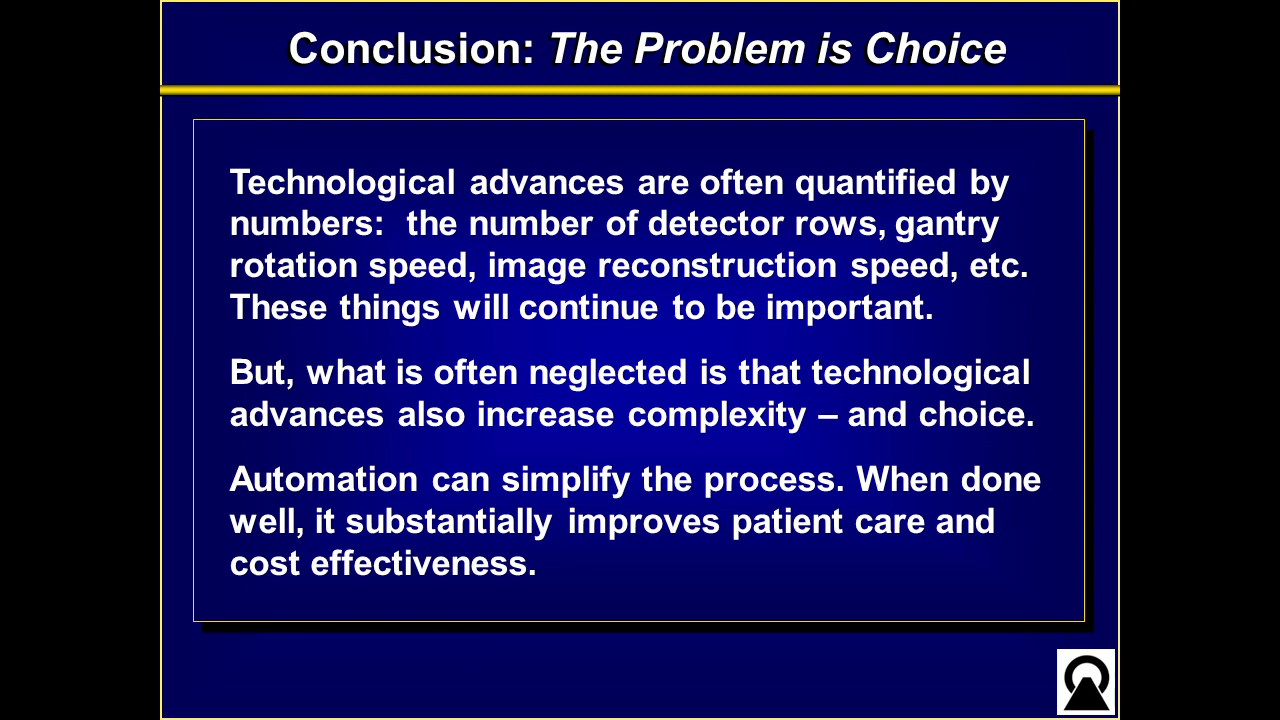 Conclusion: The Problem is Choice
Technological advances are often quantified by
numbers: the number of detector rows, gantry
rotation speed, image reconstruction speed, etc.
These things will continue to be important.
But, what is often neglected is that technological
advances also increase complexity – and choice.
Automation can simplify the process. When done
well, it substantially improves patient care and
cost effectiveness.